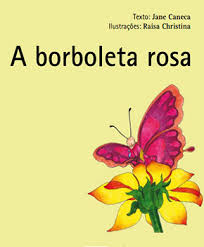 Texto: Jane Caneca
Ilustrações: Raísa Christina
A borboleta rosa